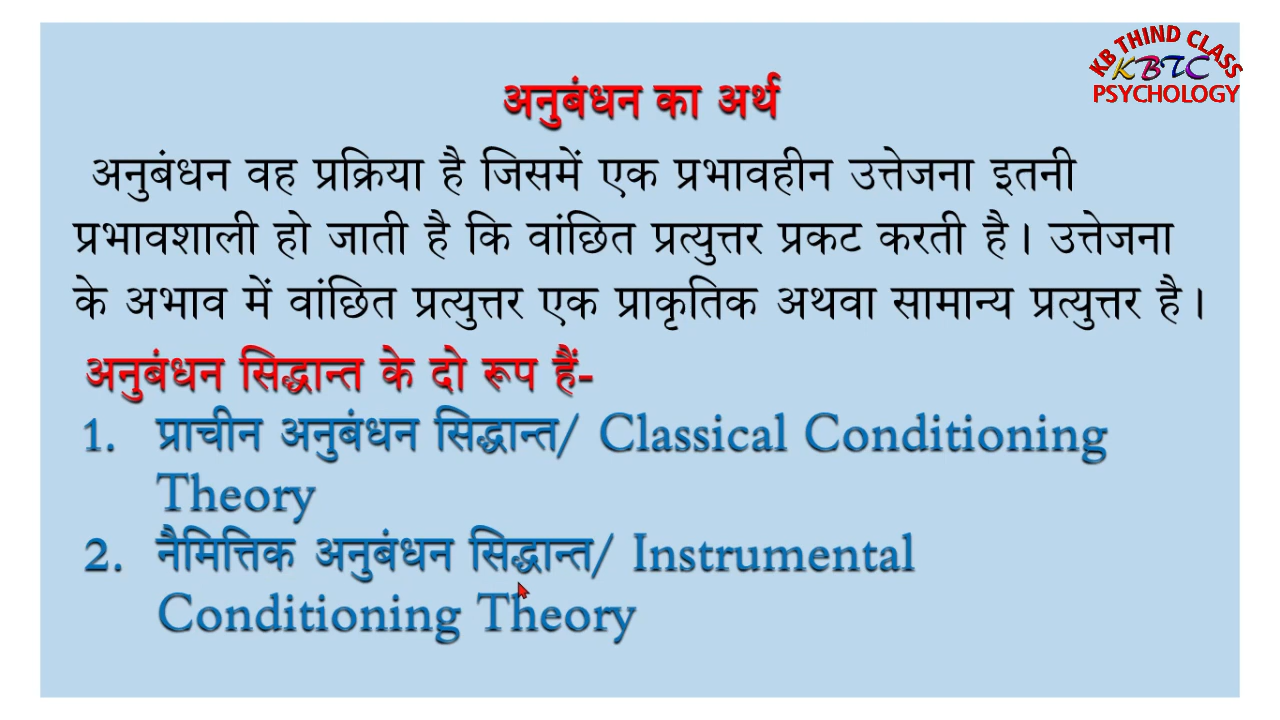 KB THIND CLASS
KBTC
PSYCHOLOGY
अनुबंधन का अर्थ
अनुबंधन वह प्रक्रिया है जिसमें एक प्रभावहीन उत्तेजना इतनी
प्रभावशाली हो जाती है कि वांछित प्रत्युत्तर प्रकट करती है। उत्तेजना
के अभाव में वांछित प्रत्युत्तर एक प्राकृतिक अथवा सामान्य प्रत्युत्तर है।
अनुबंधन सिद्धान्त के दो रूप हैं-
1. प्राचीन अनुबंधन सिद्धान्त/ Classical Conditioning
Theory
2. नैमित्तिक अनुबंधन सिद्धान्त/ Instrumental
Conditioning Theory